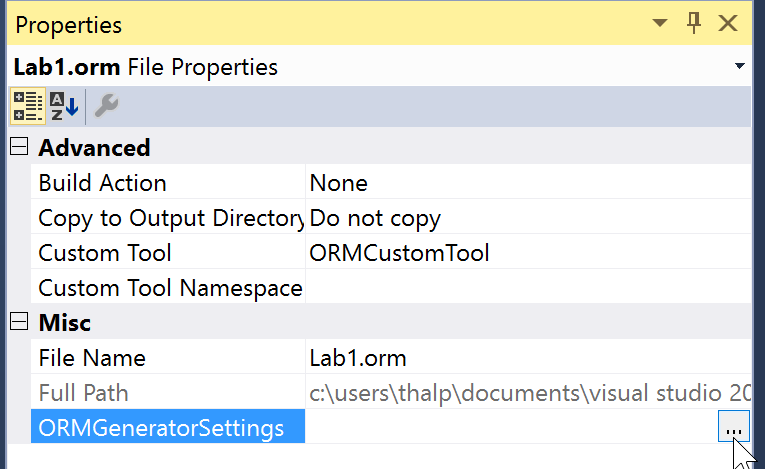 Properties
Lab1.orm File Properties
Advanced
Build Action None
Copy to Output Directory Do not copy
Custom Tool ORMCustomTool
Custom Tool Namespace
Misc
File Name Lab1.orm
Full Path c:\users\thalp\documents\visual studio 20
ORMGeneratorSettings ...